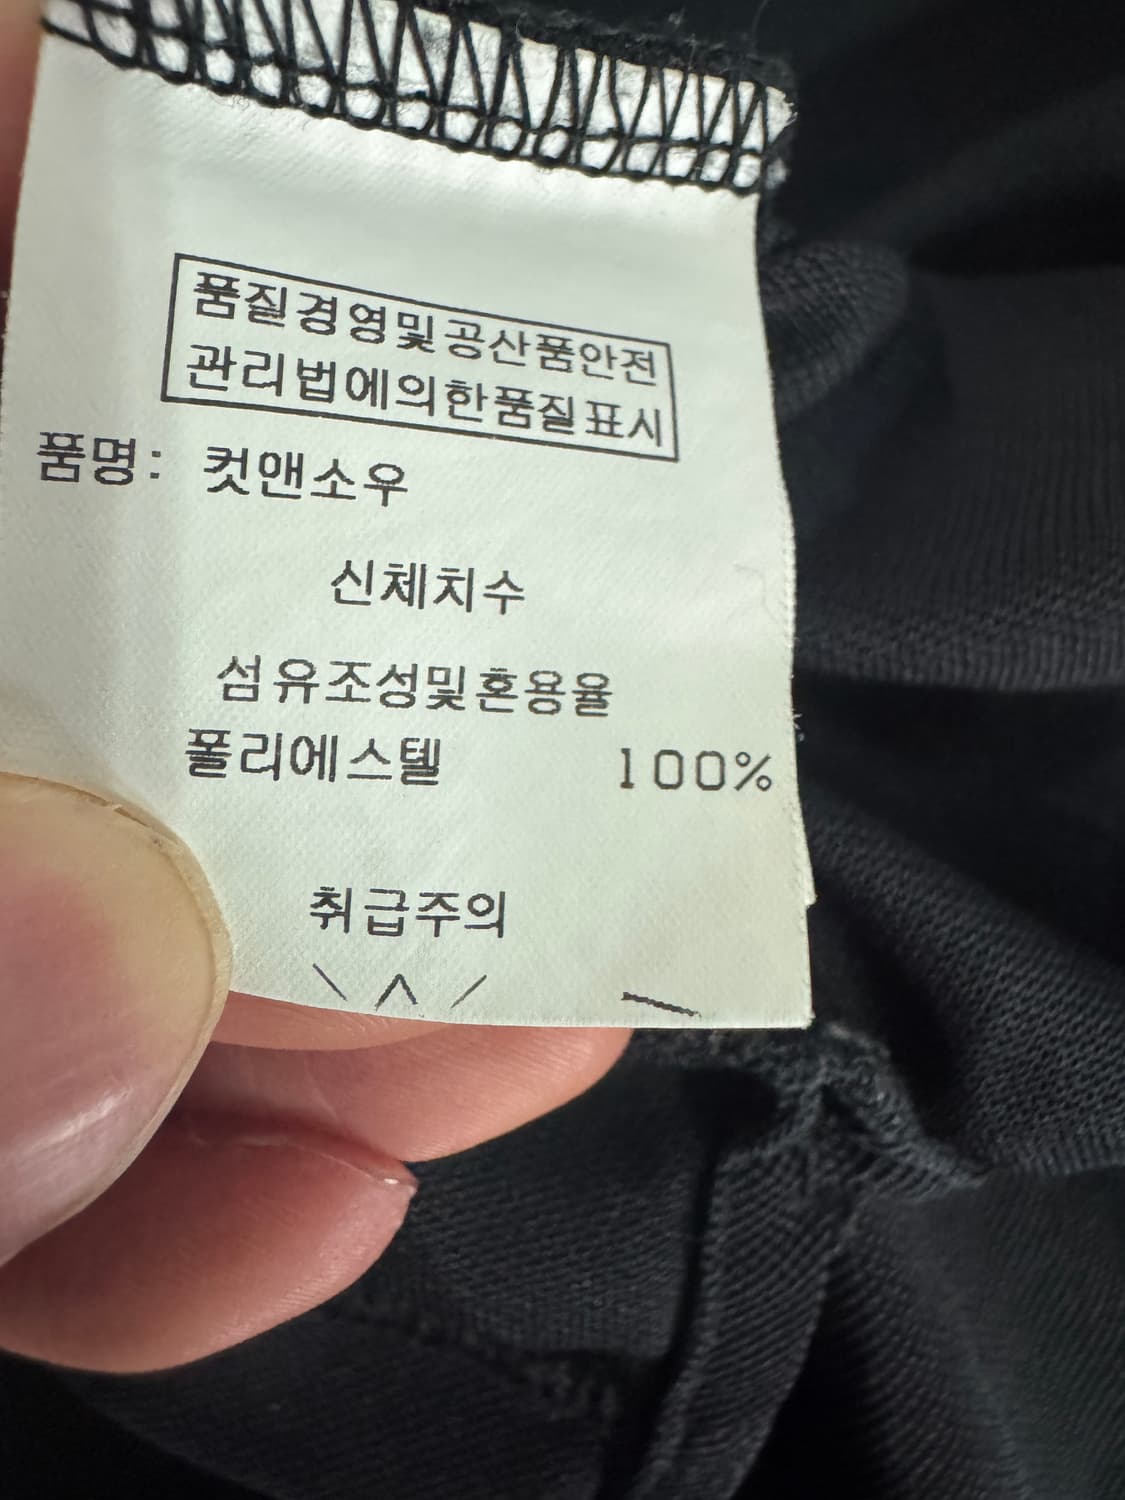 품질경영및공산품안전
관리법에의한품질표시
품명: 컷앤소우
신체치수
섬유조성및혼용율
폴리에스텔 100%
취급주의